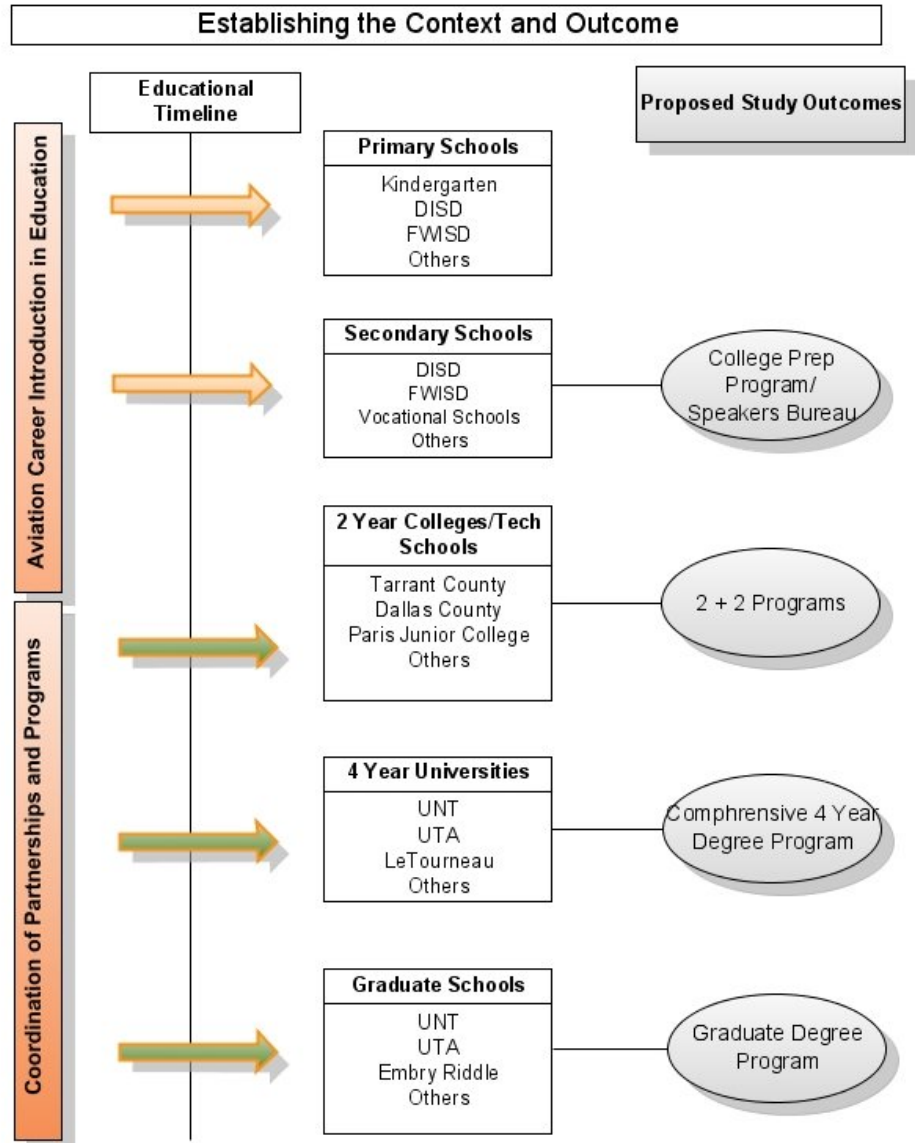 Establishing the Context and Outcome
Educational
Timeline
Proposed Study Outcomes
Aviation Career Introduction in Education
Primary Schools
Kindergarten
DISD
FWISD
Others
Secondary Schools
DISD
FWISD
Vocational Schools
Others
College Prep
Program/
Speakers Bureau
2 Year Colleges/Tech
Schools
Tarrant County
Dallas County
Paris Junior College
Others
2 + 2 Programs
Coordination of Partnerships and Programs
4 Year Universities
UNT
UTA
LeTourneau
Others
Comphrensive 4 Year
Degree Program
Graduate Schools
UNT
UTA
Embry Riddle
Others
Graduate Degree
Program